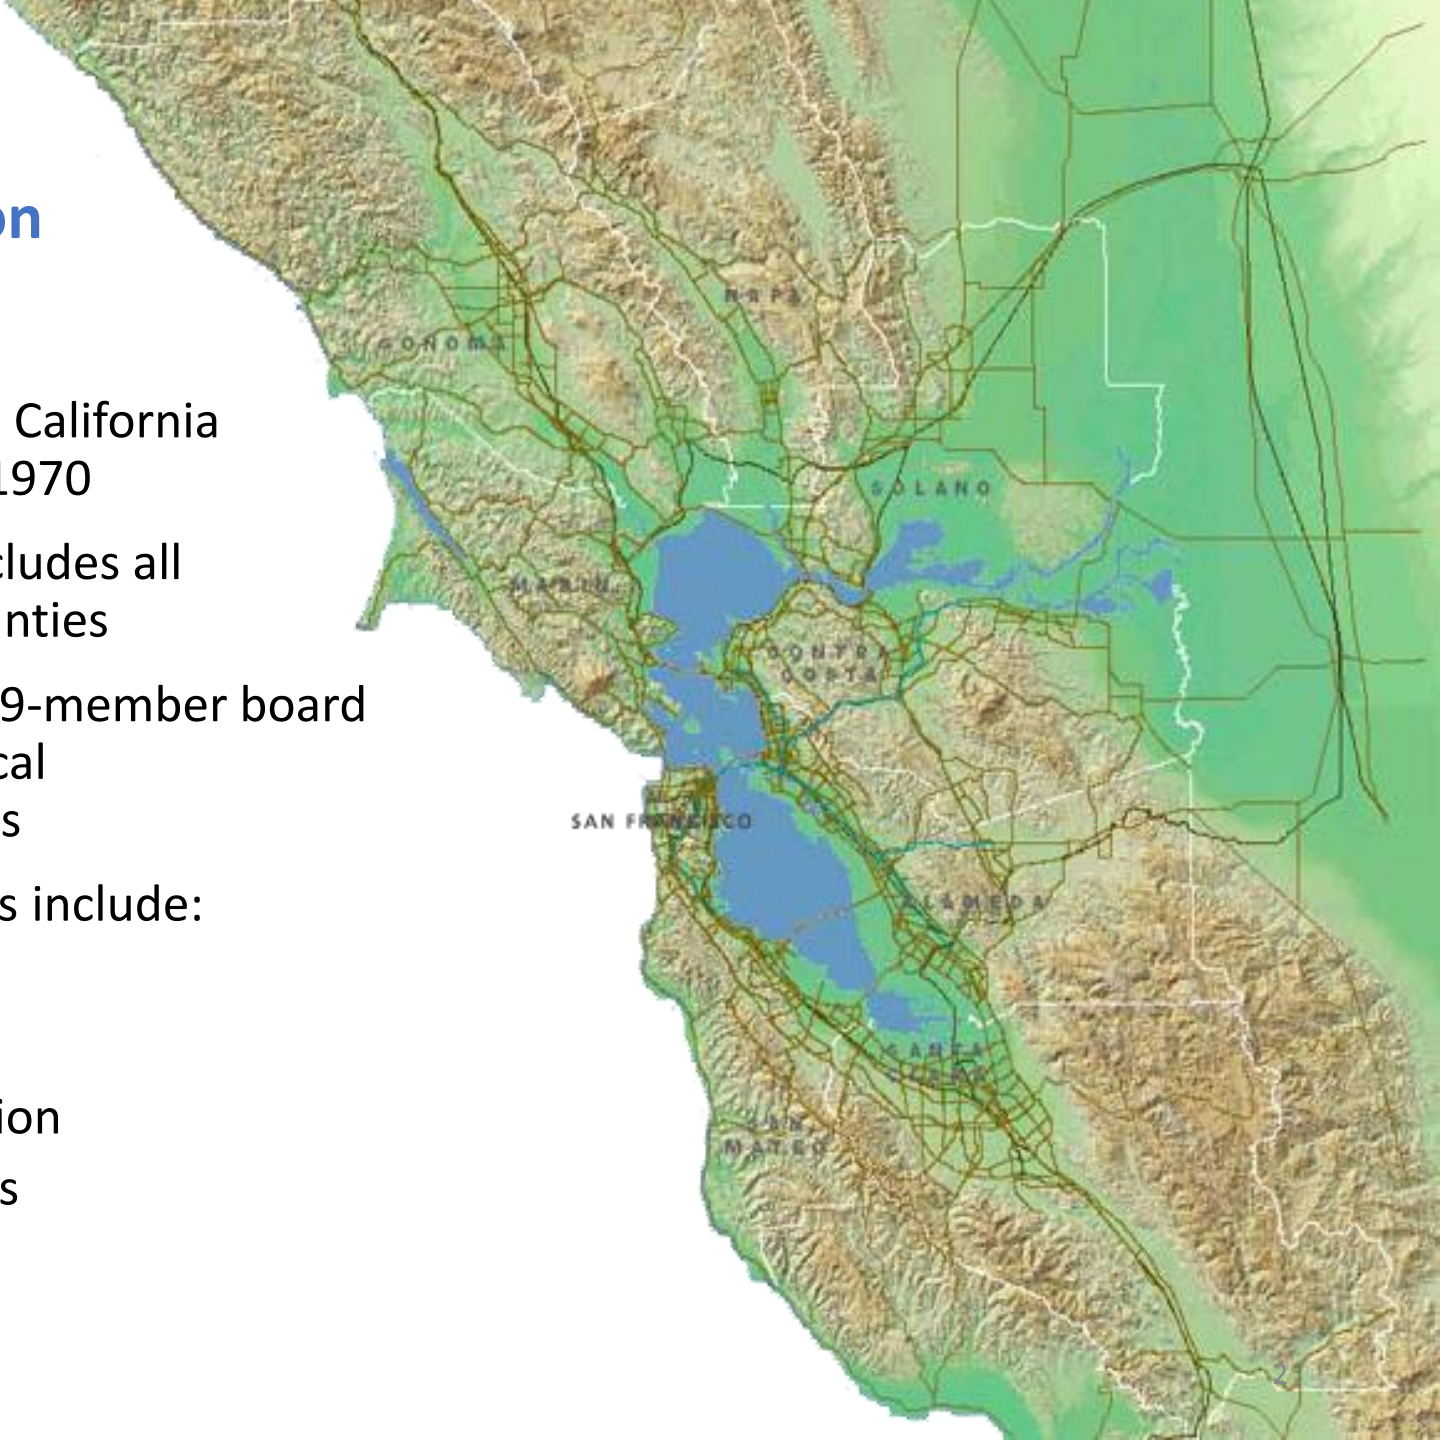 on
California
1970
cludes all
nties
9-member board
cal
s
s include:
ion
s
NAPA
SONOMA
SOLANO
MARIN
CONTRA
COSTA
SAN FRANCISCO
ALAMEDA
SANTA
CLARA
SAN
MATEO
2